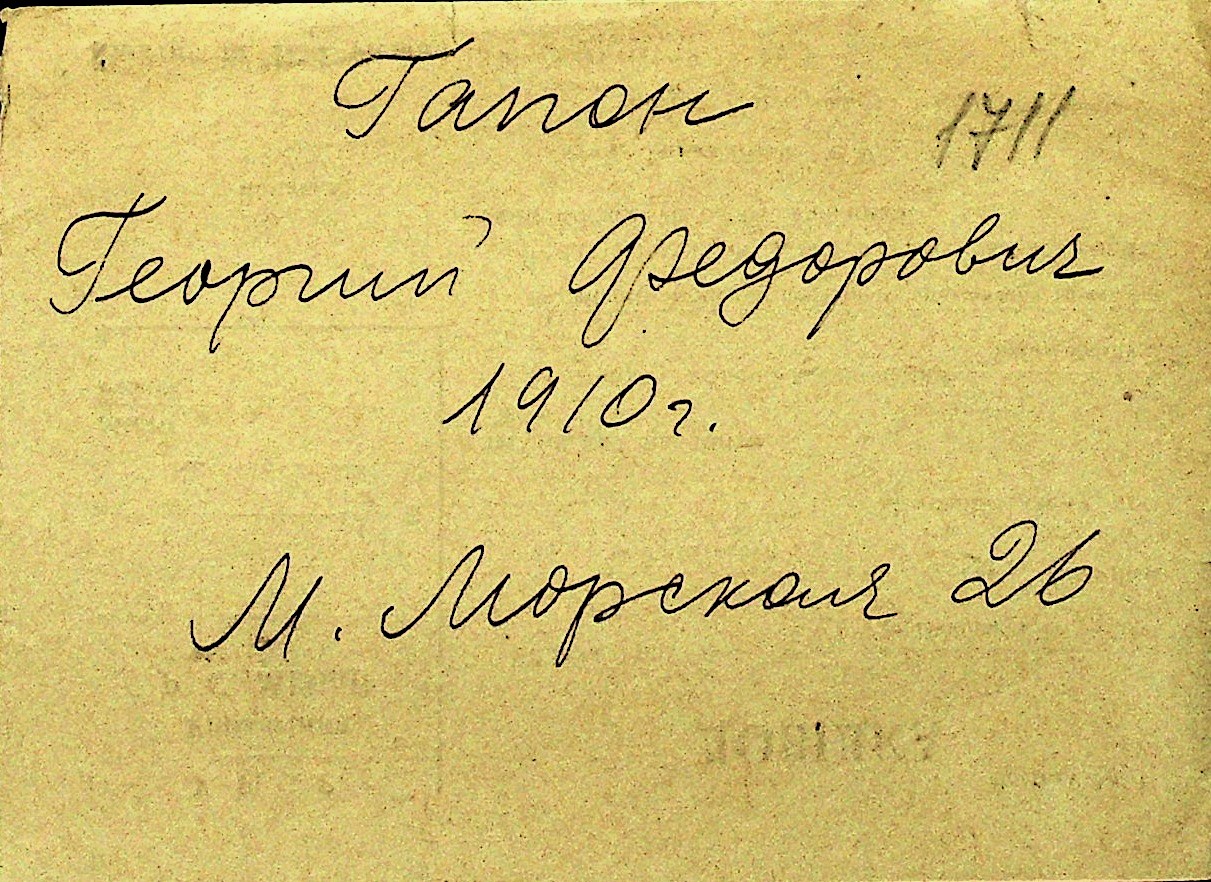 Гапон
1711
Георгий Федорович
1910г.
М. Морская 26